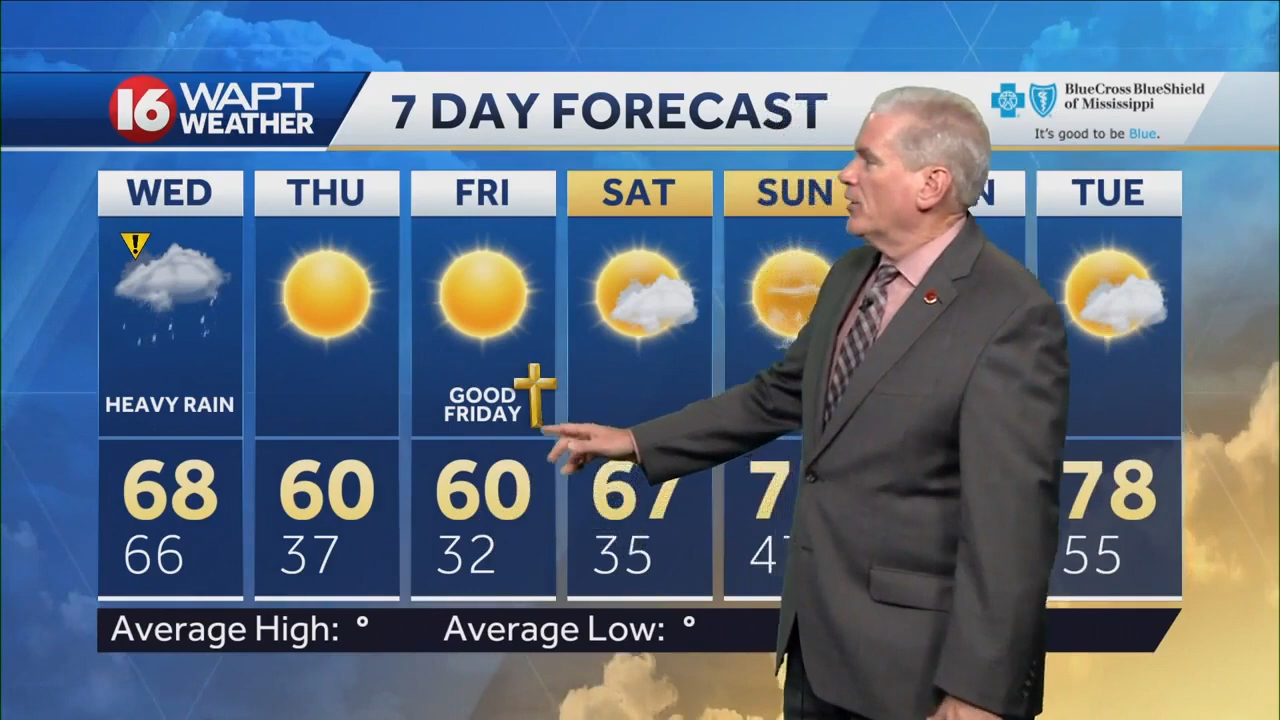 16 WAPT WEATHER
7 DAY FORECAST
BlueCross BlueShield
of Mississippi
It's good to be Blue.
WED THU FRI SAT SUN TUE
!
HEAVY RAIN
GOOD
FRIDAY
68 60 60 67 78
66 37 32 35 55
Average High: ° Average Low: °